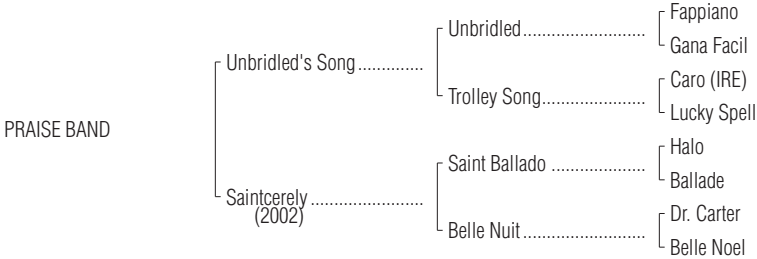 Fappiano
Unbridled..........................
Gana Facil
Unbridled's Song..............
Caro (IRE)
Trolley Song......................
Lucky Spell
PRAISE BAND
Halo
Saint Ballado ....................
Ballade
Saintcerely ........................
(2002)
Dr. Carter
Belle Nuit..........................
Belle Noel